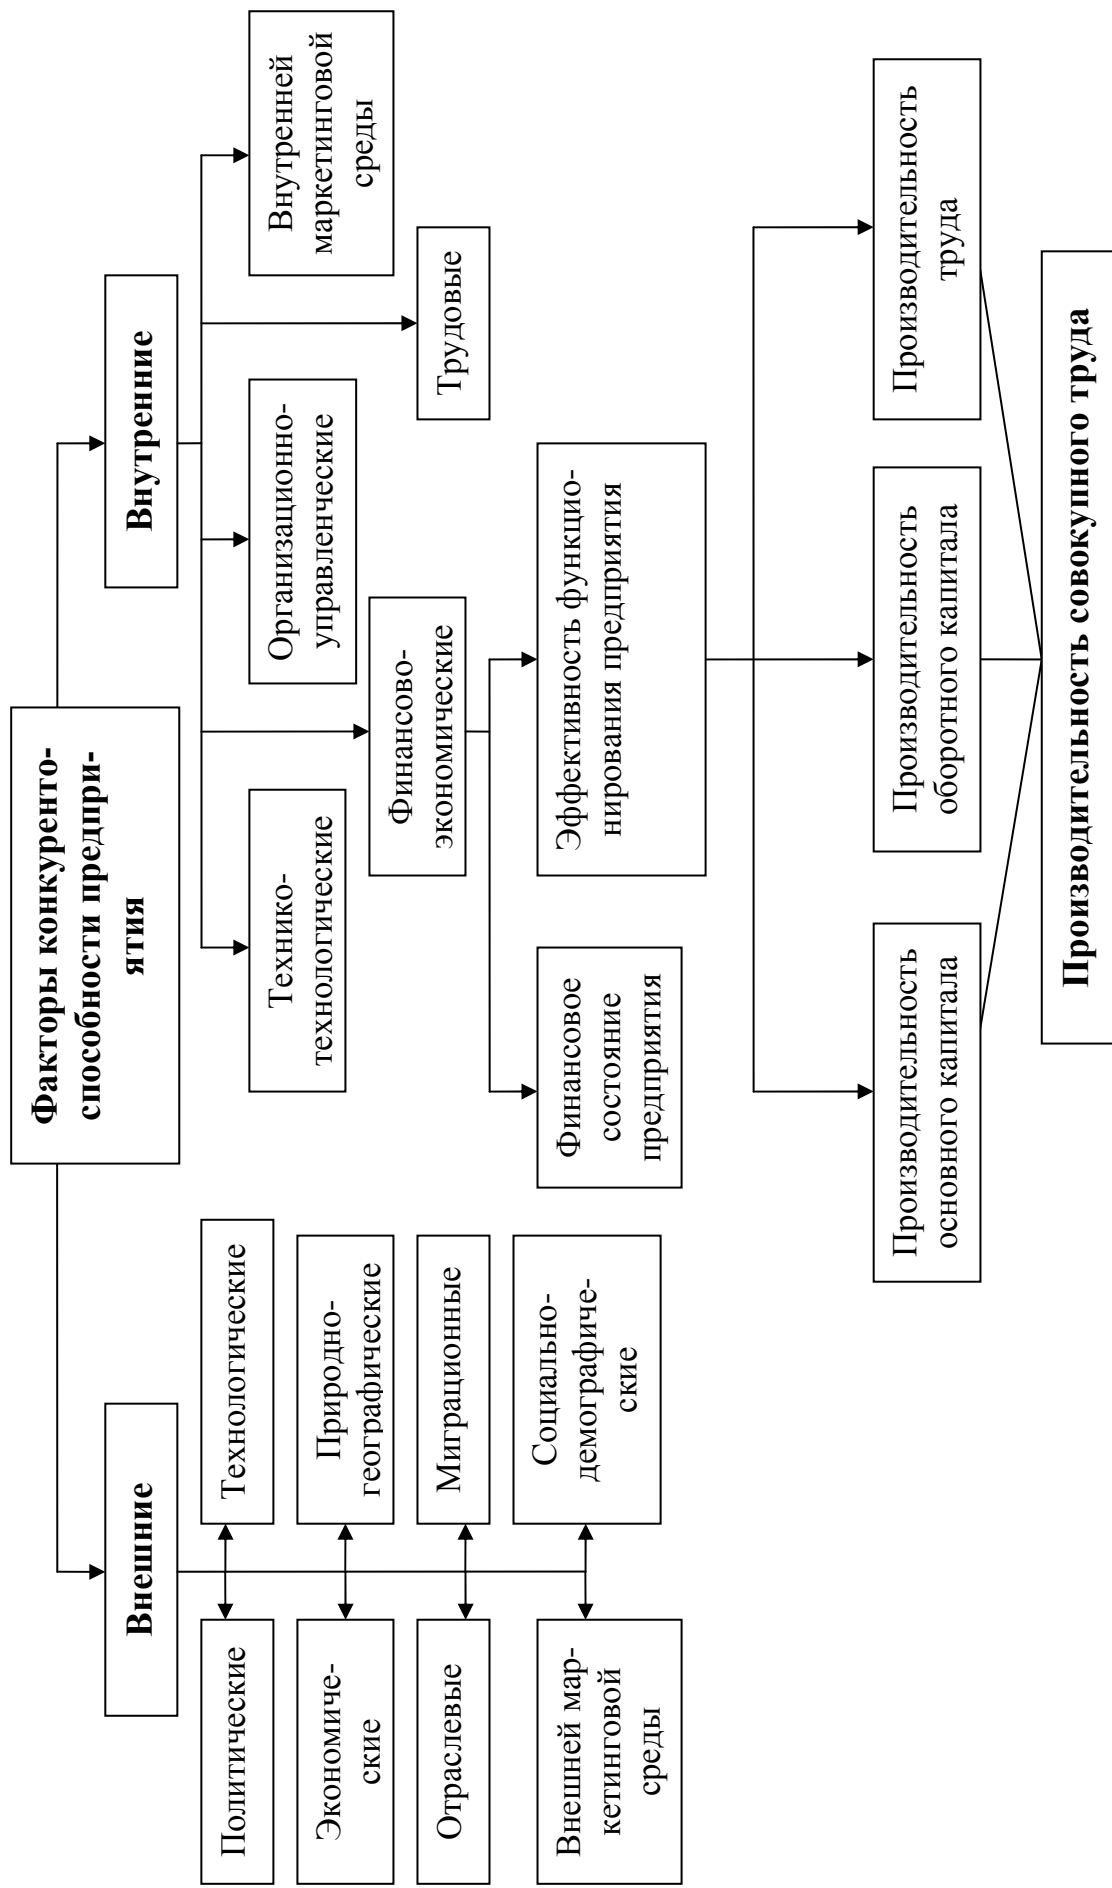 Факторы конкуренто-
способности предпри-
ятия
Внешние
Внутренние
Политические
Технологические
Экономиче-
ские
Природно-
географические
Отраслевые
Миграционные
Внешней мар-
кетинговой
среды
Социально-
демографиче-
ские
Технико-
технологические
Финансово-
экономические
Организационно-
управленческие
Трудовые
Внутренней
маркетинговой
среды
Финансовое
состояние
предприятия
Эффективность функцио-
нирования предприятия
Производительность
основного капитала
Производительность
оборотного капитала
Производительность
труда
Производительность совокупного труда